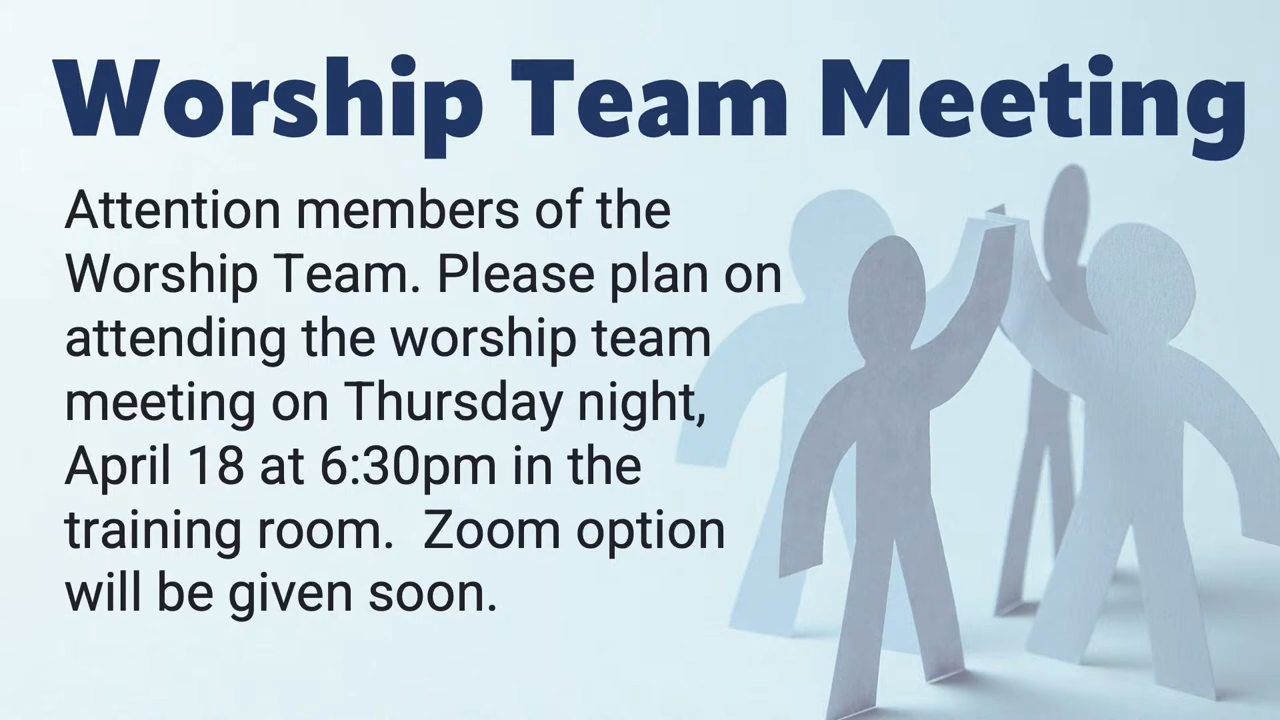 Worship Team Meeting
Attention members of the
Worship Team. Please plan on
attending the worship team
meeting on Thursday night,
April 18 at 6:30pm in the
training room.  Zoom option
will be given soon.